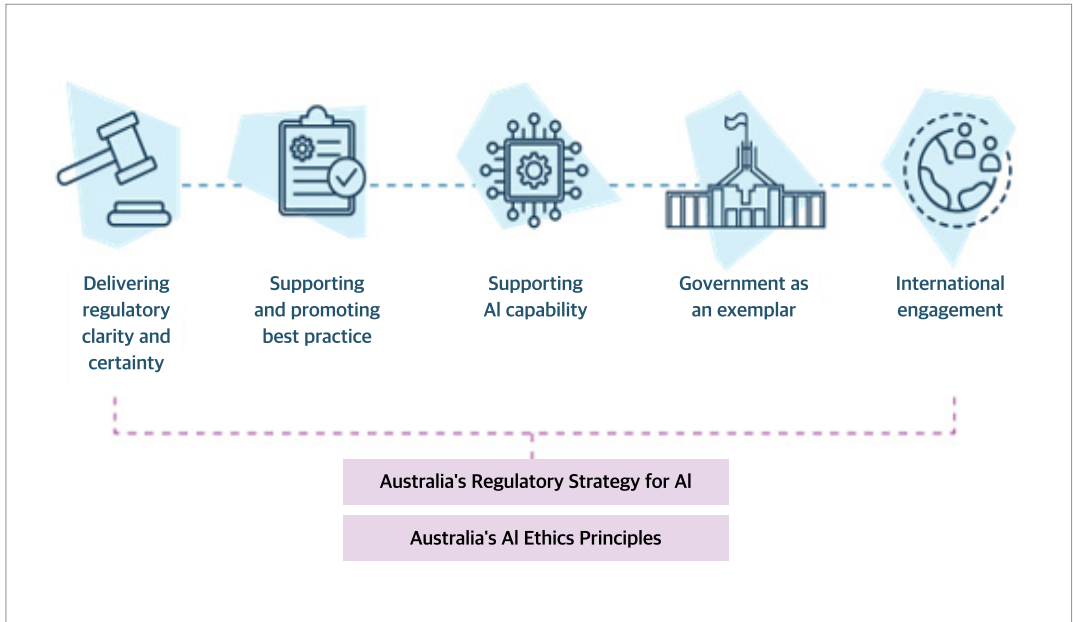 Delivering
regulatory
clarity and
certainty
Supporting
and promoting
best practice
Supporting
AI capability
Government as
an exemplar
International
engagement
Australia's Regulatory Strategy for AI
Australia's AI Ethics Principles